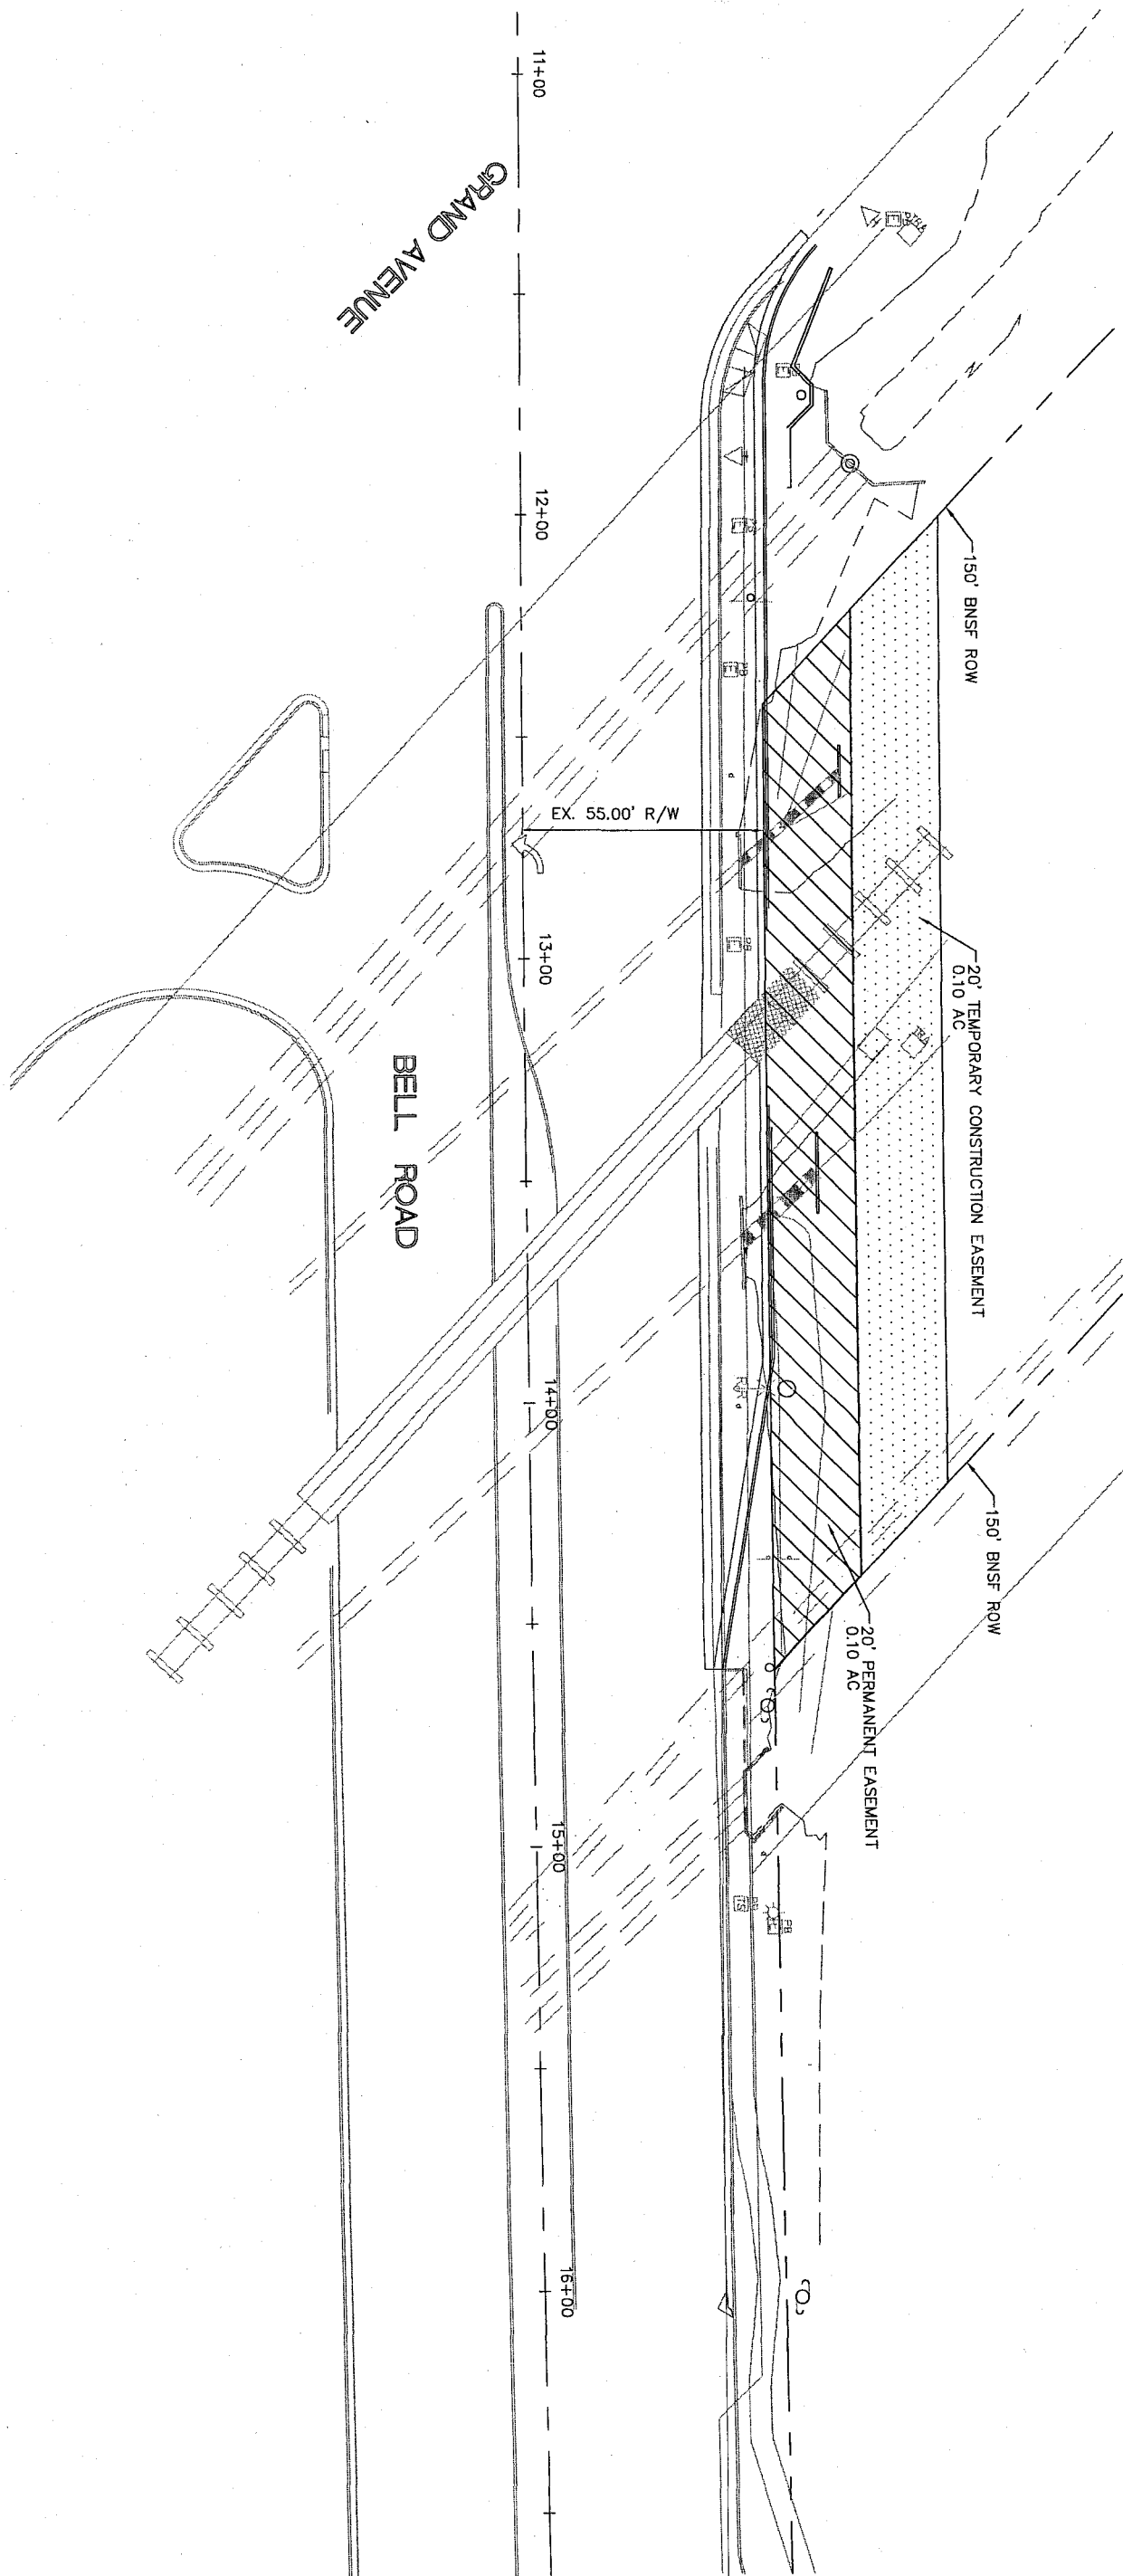 11+00
GRAND AVENUE
N
12+00
150' BNSF ROW
EX. 55.00' R/W
13+00
20' TEMPORARY CONSTRUCTION EASEMENT
0.10 AC
BELL ROAD
14+00
150' BNSF ROW
20' PERMANENT EASEMENT
0.10 AC
15+00
16+00